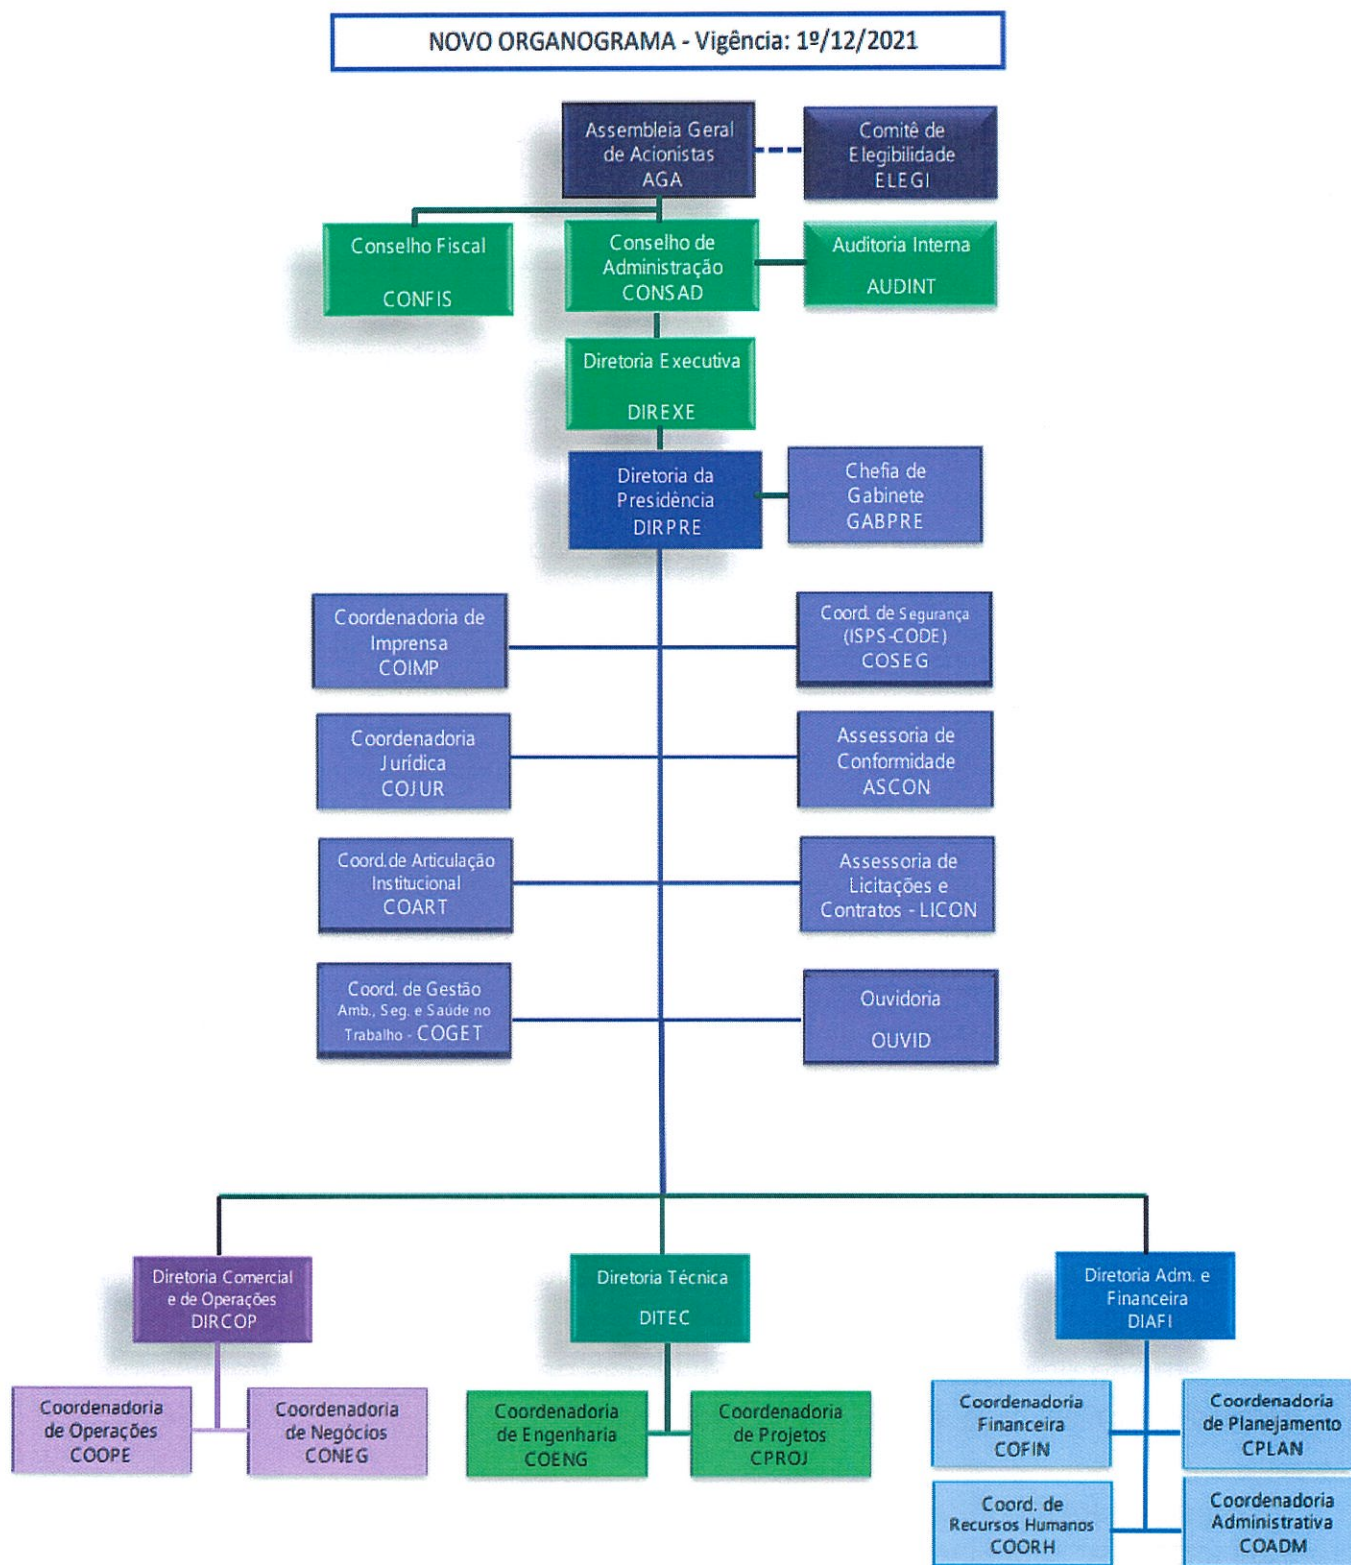 NOVO ORGANOGRAMA - Vigência: 1º/12/2021
Assembleia Geral
de Acionistas
AGA
Comitê de
Elegibilidade
ELEGI
Conselho Fiscal
CONFIS
Conselho de
Administração
CONSAD
Auditoria Interna
AUDINT
Diretoria Executiva
DIREXE
Diretoria da
Presidência
DIRPRE
Chefia de
Gabinete
GABPRE
Coordenadoria de
Imprensa
COIMP
Coord. de Segurança
(ISPS-CODE)
COSEG
Coordenadoria
Jurídica
COJUR
Assessoria de
Conformidade
ASCON
Coord.de Articulação
Institucional
COART
Assessoria de
Licitações e
Contratos - LICON
Coord. de Gestão
Amb., Seg. e Saúde no
Trabalho - COGET
Ouvidoria
OUVID
Diretoria Comercial
e de Operações
DIRCOP
Diretoria Técnica
DITEC
Diretoria Adm. e
Financeira
DIAFI
Coordenadoria
de Operações
COOPE
Coordenadoria
de Negócios
CONEG
Coordenadoria
de Engenharia
COENG
Coordenadoria
de Projetos
CPROJ
Coordenadoria
Financeira
COFIN
Coordenadoria
de Planejamento
CPLAN
Coord. de
Recursos Humanos
COORH
Coordenadoria
Administrativa
COADM